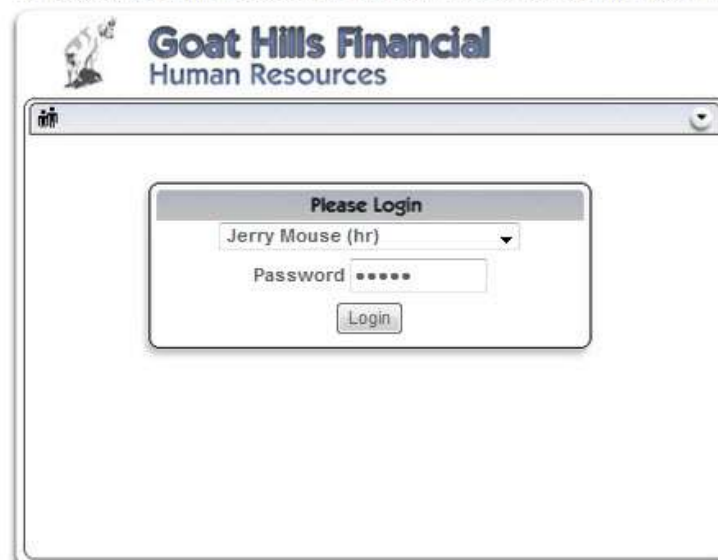 Goat Hills Financial
Human Resources
Please Login
Jerry Mouse (hr)
Password •••••
Login